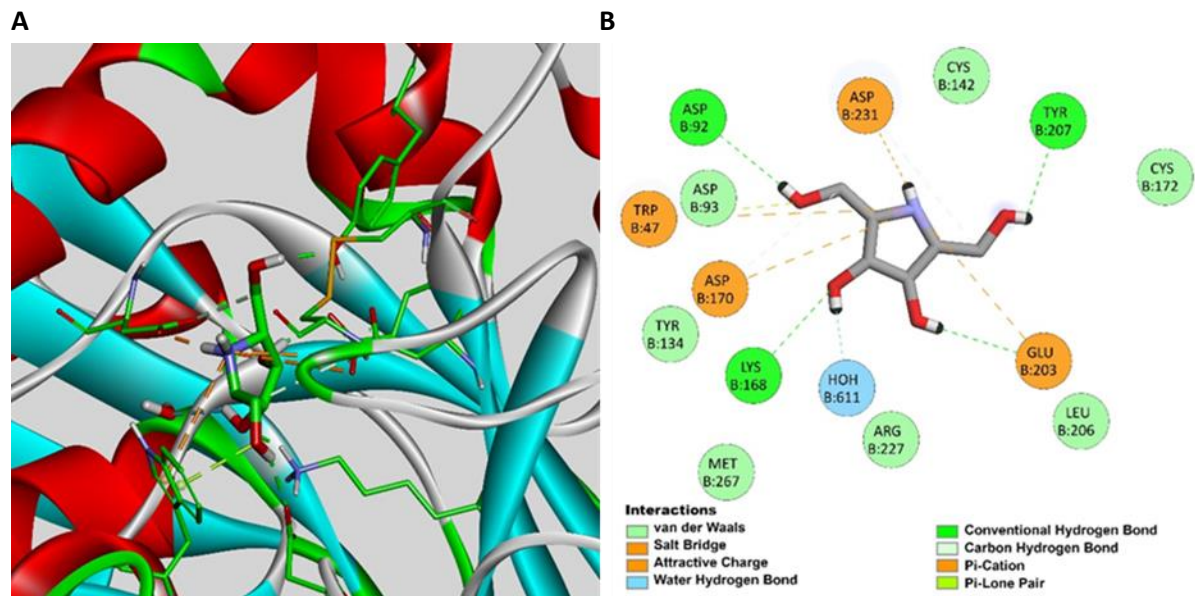 A
B
CYS
B:142
ASP
B:231
ASP
B:92
TYR
B:207
CYS
B:172
ASP
B:93
TRP
B:47
ASP
B:170
TYR
B:134
LYS
B:168
HOH
B:611
GLU
B:203
LEU
B:206
ARG
B:227
MET
B:267
N
Interactions
van der Waals
Salt Bridge
Attractive Charge
Water Hydrogen Bond
Conventional Hydrogen Bond
Carbon Hydrogen Bond
Pi-Cation
Pi-Lone Pair